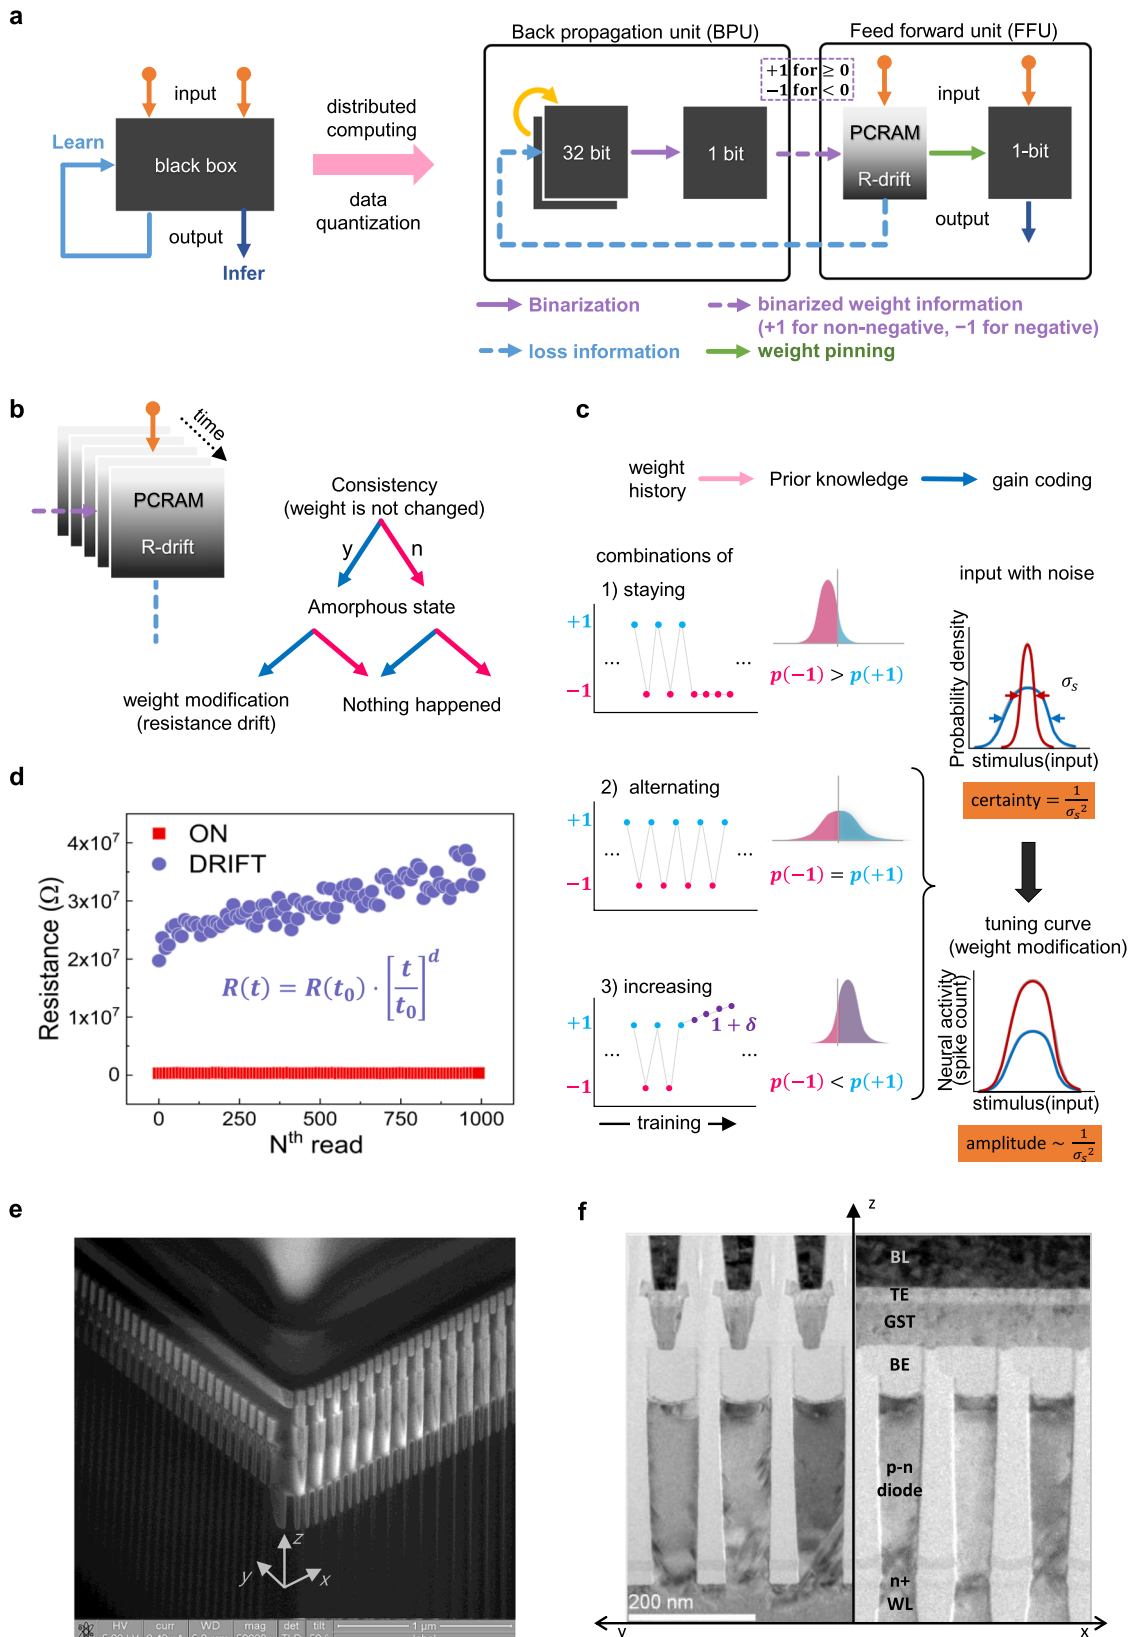 a
input
Learn
black box
output
Infer
distributed
computing
data
quantization
Back propagation unit (BPU)
Feed forward unit (FFU)
+1 for ≥ 0
−1 for < 0
32 bit
1 bit
PCRAM
R-drift
input
1-bit
output
Binarization
binarized weight information
(+1 for non-negative, −1 for negative)
loss information
weight pinning
b
time
PCRAM
R-drift
Consistency
(weight is not changed)
y
n
Amorphous state
weight modification
(resistance drift)
Nothing happened
c
weight
history
Prior knowledge
gain coding
combinations of
1) staying
+1
...
...
−1
p(−1) > p(+1)
2) alternating
+1
...
...
−1
p(−1) = p(+1)
3) increasing
+1
1 + δ
...
...
−1
p(−1) < p(+1)
training
input with noise
Probability density
σs
stimulus(input)
certainty = 1/σs²
tuning curve
(weight modification)
Neural activity
(spike count)
stimulus(input)
amplitude ~ 1/σs²
d
ON
DRIFT
Resistance (Ω)
4x10⁷
3x10⁷
2x10⁷
1x10⁷
0
R(t) = R(t₀) · [t/t₀]^d
0
250
500
750
1000
Nth read
e
z
y
x
HV
curr
WD
mag
det
tilt
1 µm
f
z
BL
TE
GST
BE
p-n
diode
n+
WL
200 nm
y
x